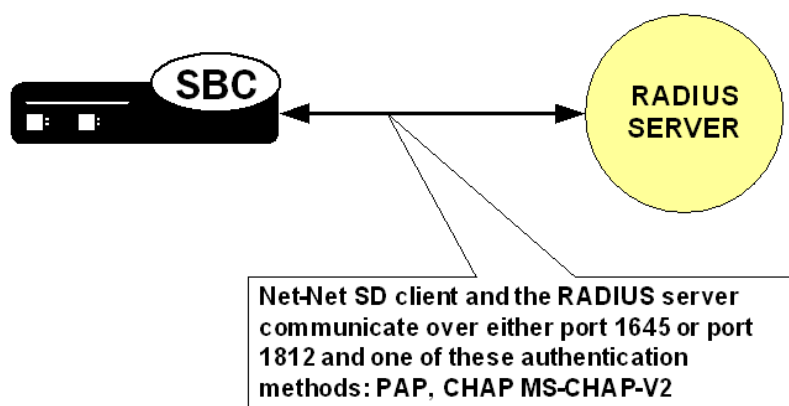 SBC
RADIUS
SERVER
Net-Net SD client and the RADIUS server
communicate over either port 1645 or port
1812 and one of these authentication
methods: PAP, CHAP MS-CHAP-V2